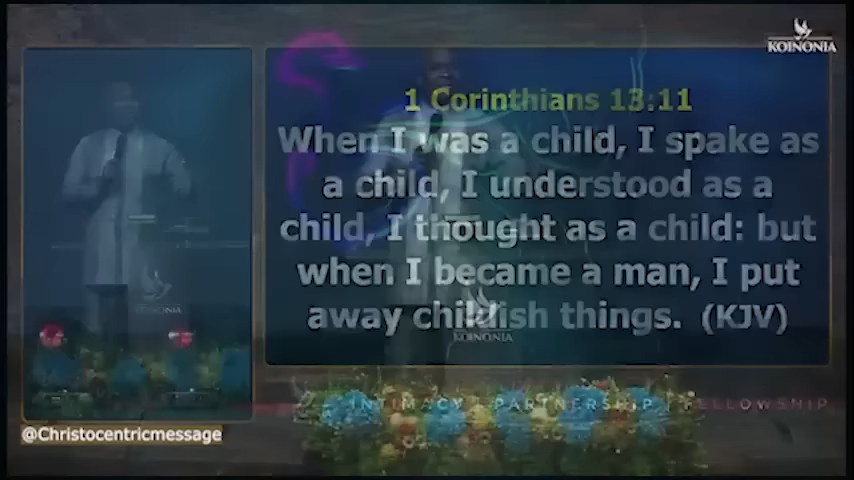 KOINONIA
1 Corinthians 13:11
When I was a child, I spake as
a child, I understood as a
child, I thought as a child: but
when I became a man, I put
away childish things. (KJV)
KOINONIA
KOINONIA
INTIMACY PARTNERSHIP FELLOWSHIP
@Christocentricmessage